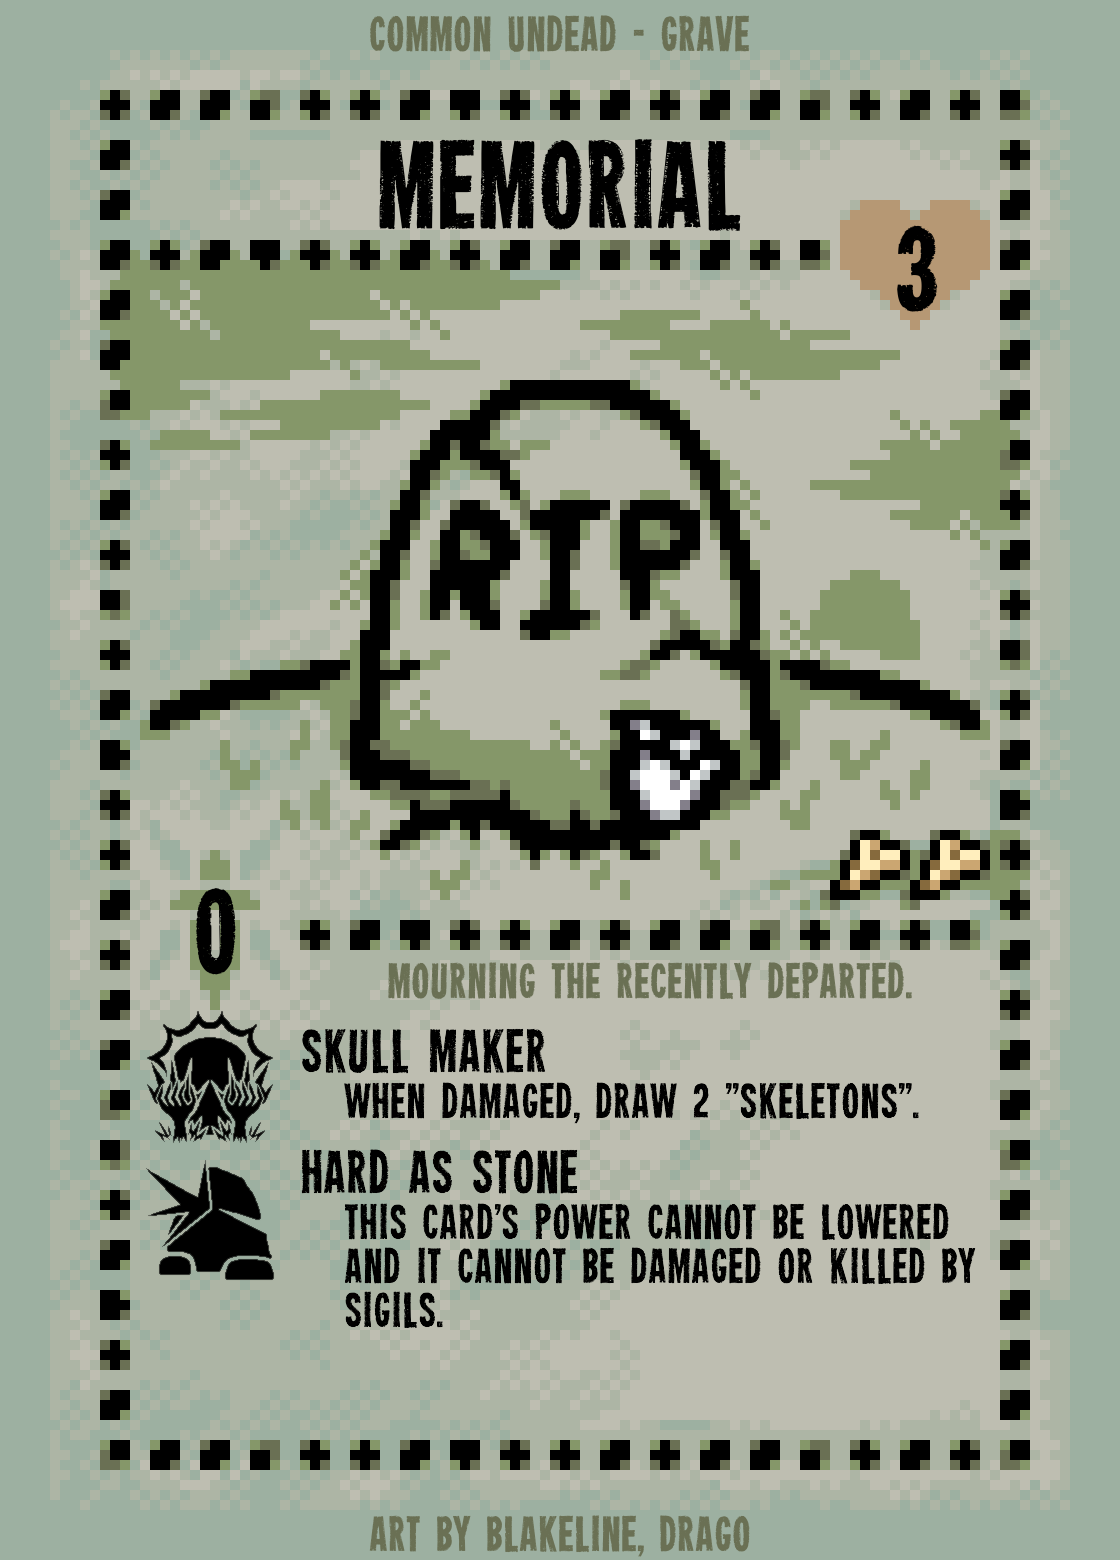 COMMON UNDEAD - GRAVE
MEMORIAL
3
RIP
0
MOURNING THE RECENTLY DEPARTED.
SKULL MAKER
WHEN DAMAGED, DRAW 2 "SKELETONS".
HARD AS STONE
THIS CARD'S POWER CANNOT BE LOWERED
AND IT CANNOT BE DAMAGED OR KILLED BY
SIGILS.
ART BY BLAKELINE, DRAGO